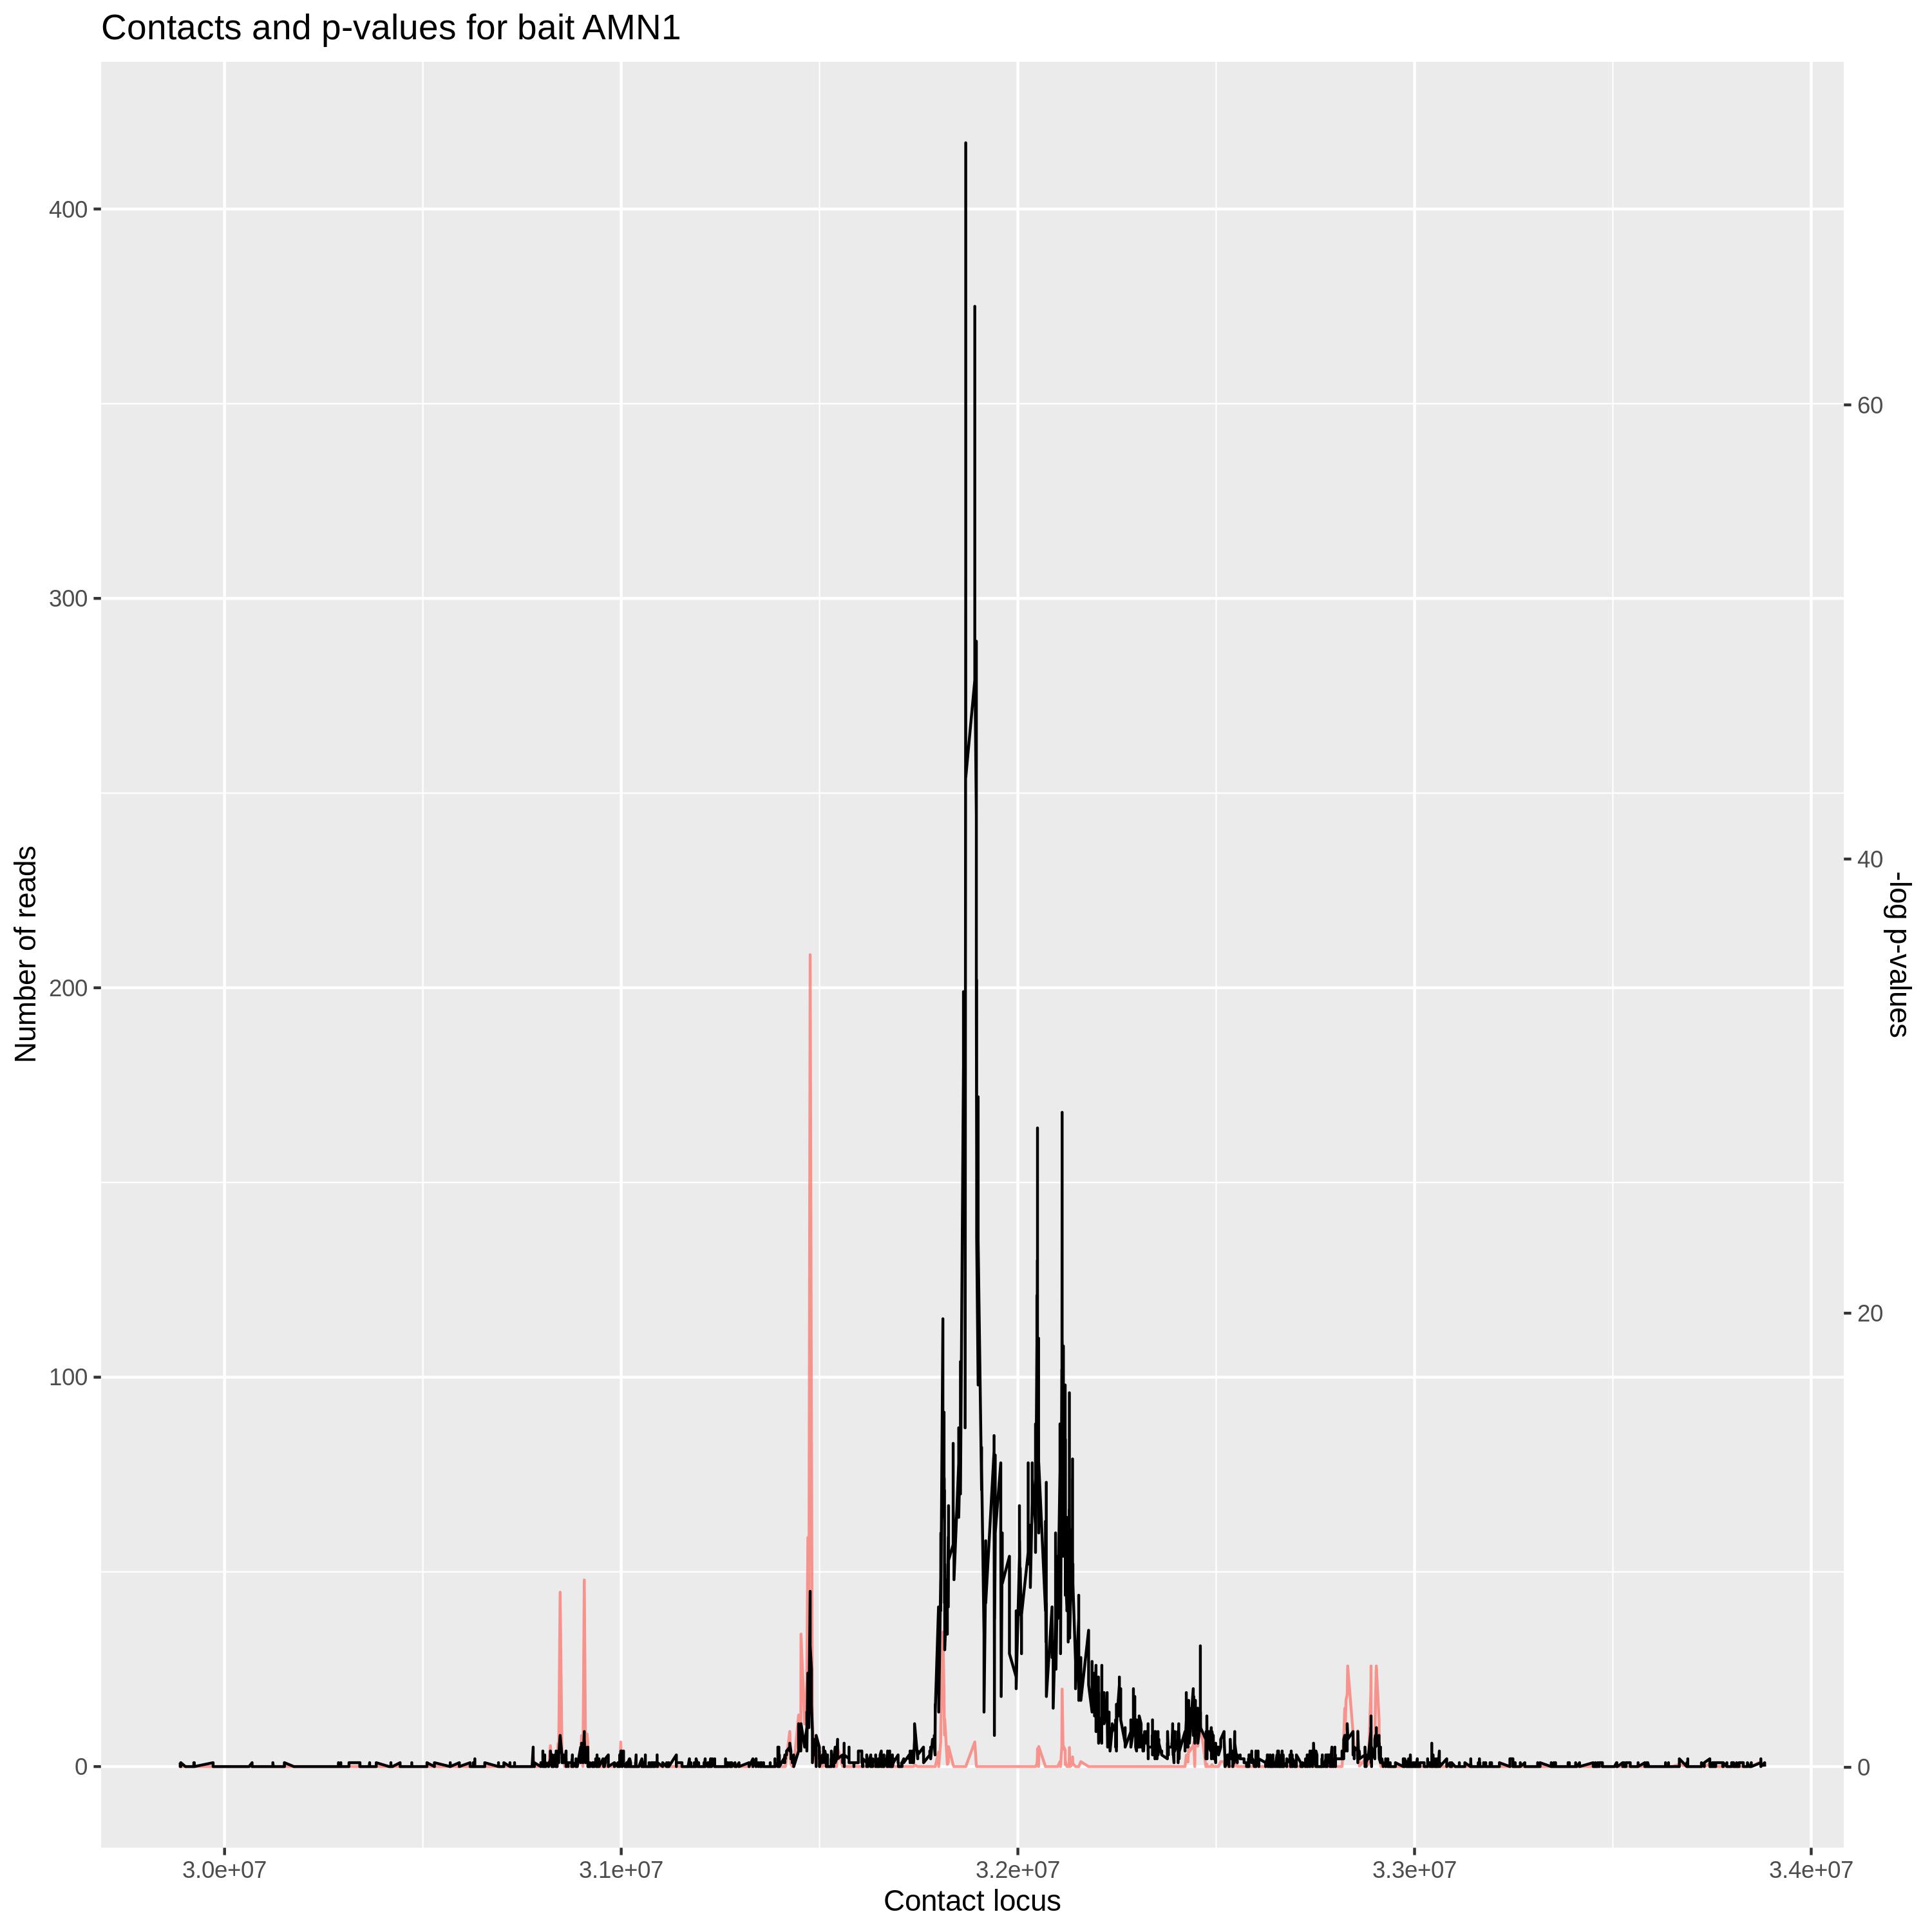 Contacts and p-values for bait AMN1
400
300
200
100
0
Number of reads
60
40
20
0
-log p-values
3.0e+07
3.1e+07
3.2e+07
3.3e+07
3.4e+07
Contact locus